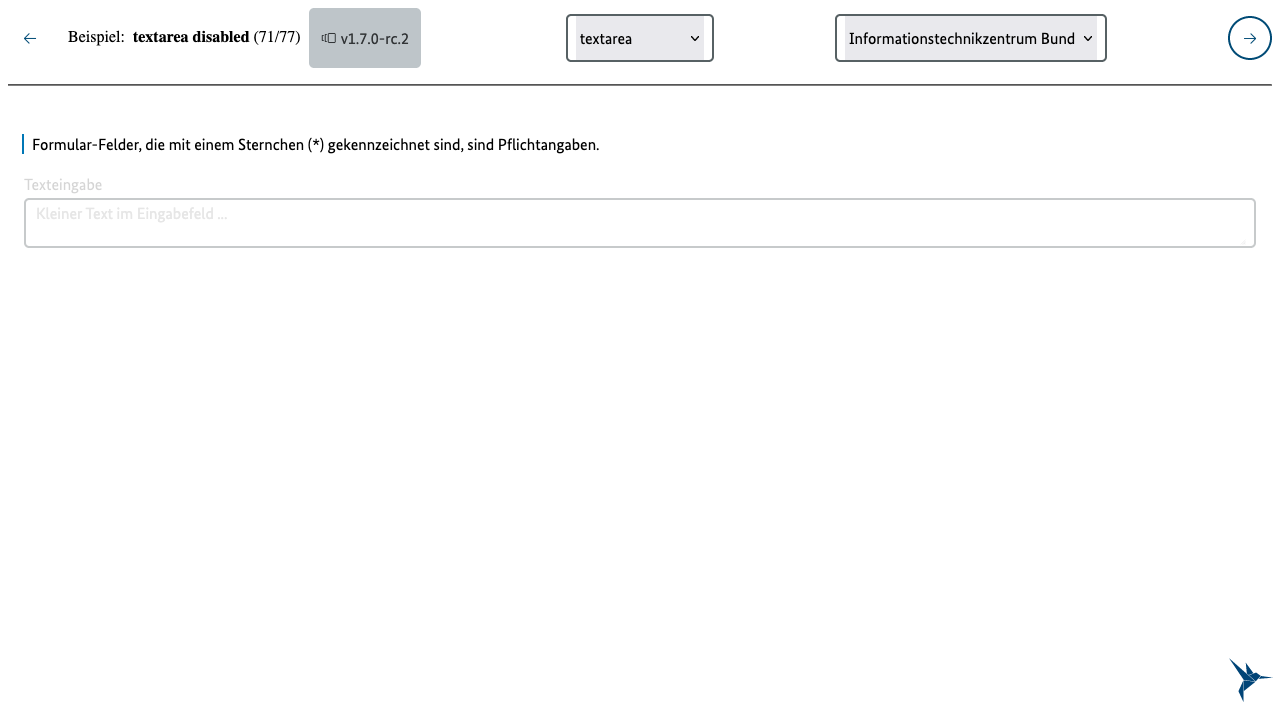 Beispiel: textarea disabled (71/77) v1.7.0-rc.2 textarea Informationstechnikzentrum Bund
Formular-Felder, die mit einem Sternchen (*) gekennzeichnet sind, sind Pflichtangaben.
Texteingabe
Kleiner Text im Eingabefeld ...